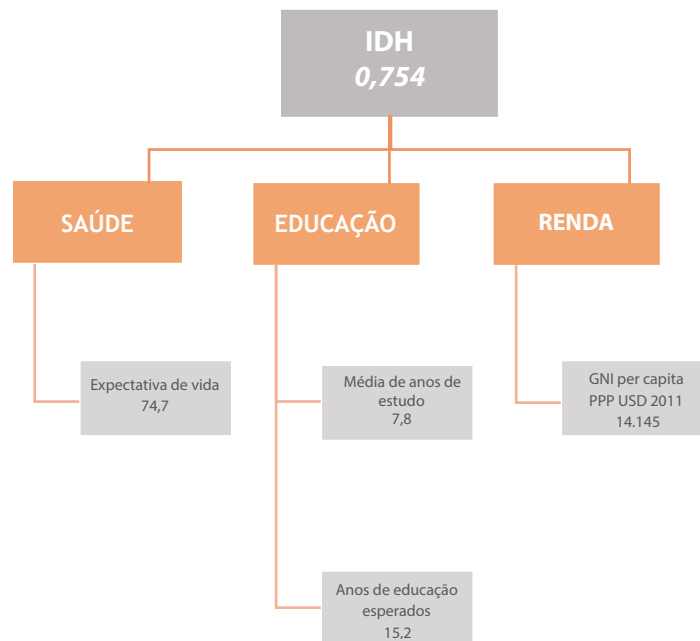 IDH
0,754
SAÚDE
EDUCAÇÃO
RENDA
Expectativa de vida
74,7
Média de anos de
estudo
7,8
GNI per capita
PPP USD 2011
14.145
Anos de educação
esperados
15,2